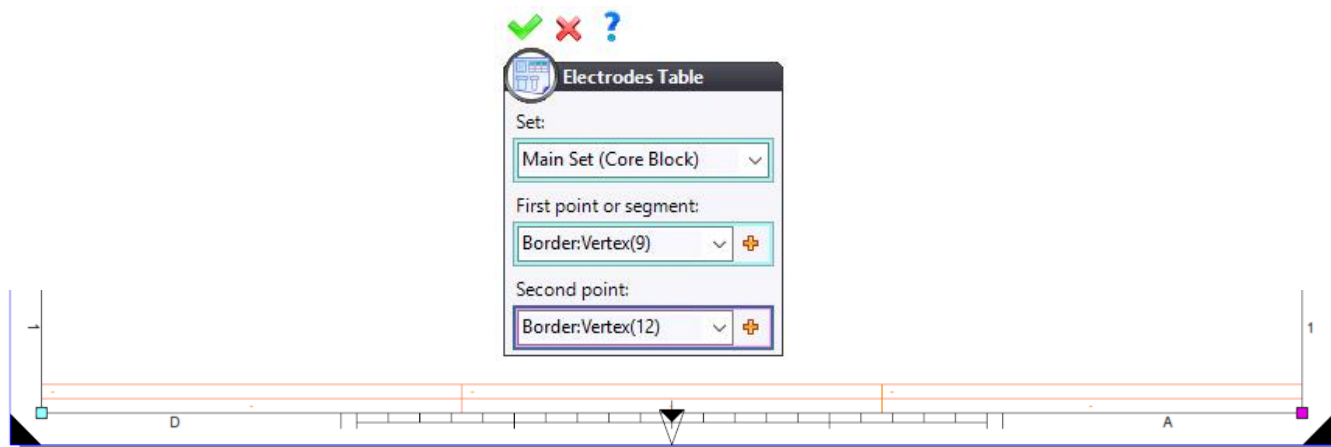 ?
Electrodes Table
Set:
Main Set (Core Block)
First point or segment:
Border:Vertex(9)
Second point:
Border:Vertex(12)
1
1
D
A